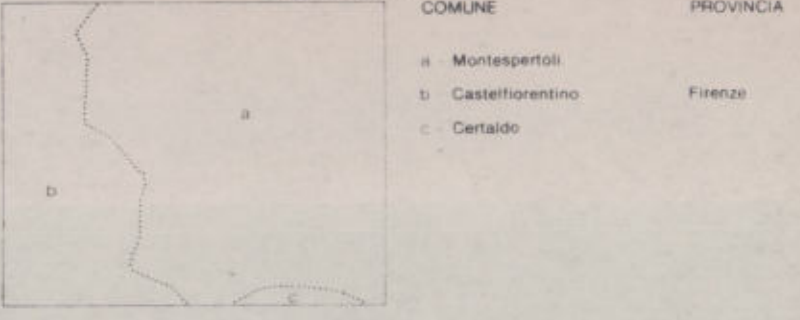 COMUNE PROVINCIA
a Montespertoli
b Castelfiorentino Firenze
c Certaldo
a
b
c